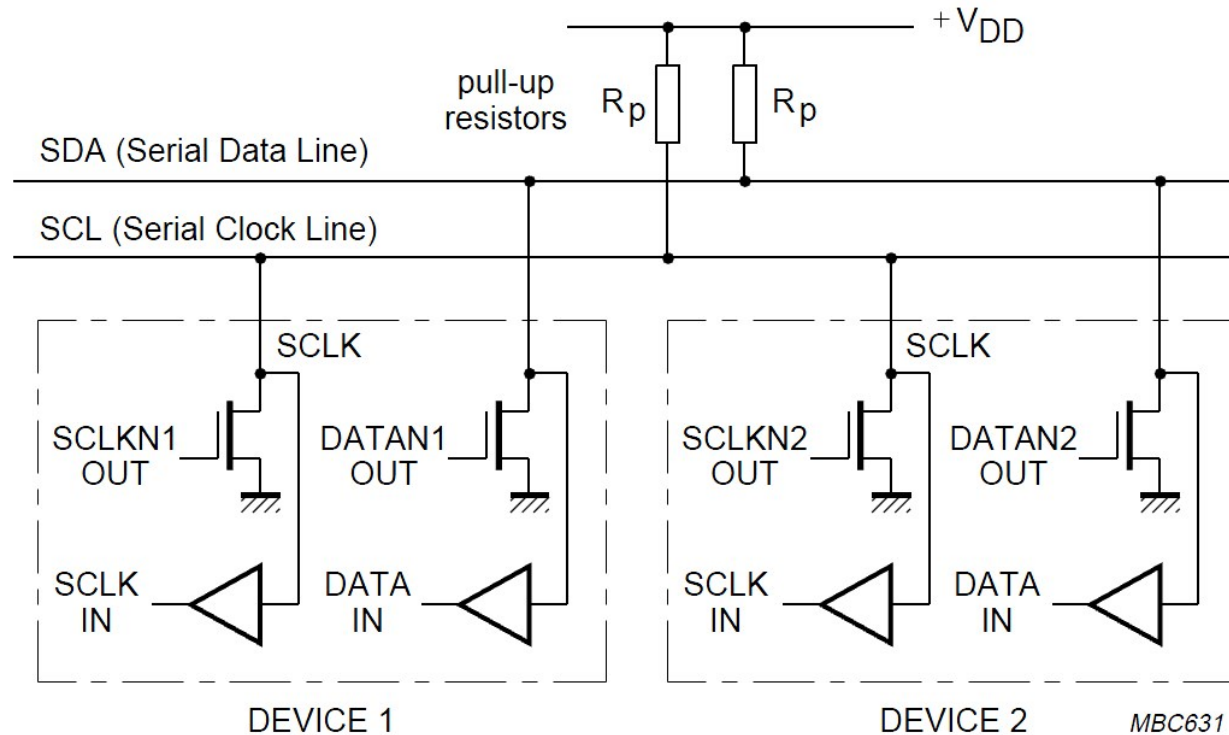 +VDD
pull-up
resistors
Rp
Rp
SDA (Serial Data Line)
SCL (Serial Clock Line)
SCLK
SCLK
SCLKN1
OUT
DATAN1
OUT
SCLKN2
OUT
DATAN2
OUT
SCLK
IN
DATA
IN
SCLK
IN
DATA
IN
DEVICE 1
DEVICE 2
MBC631